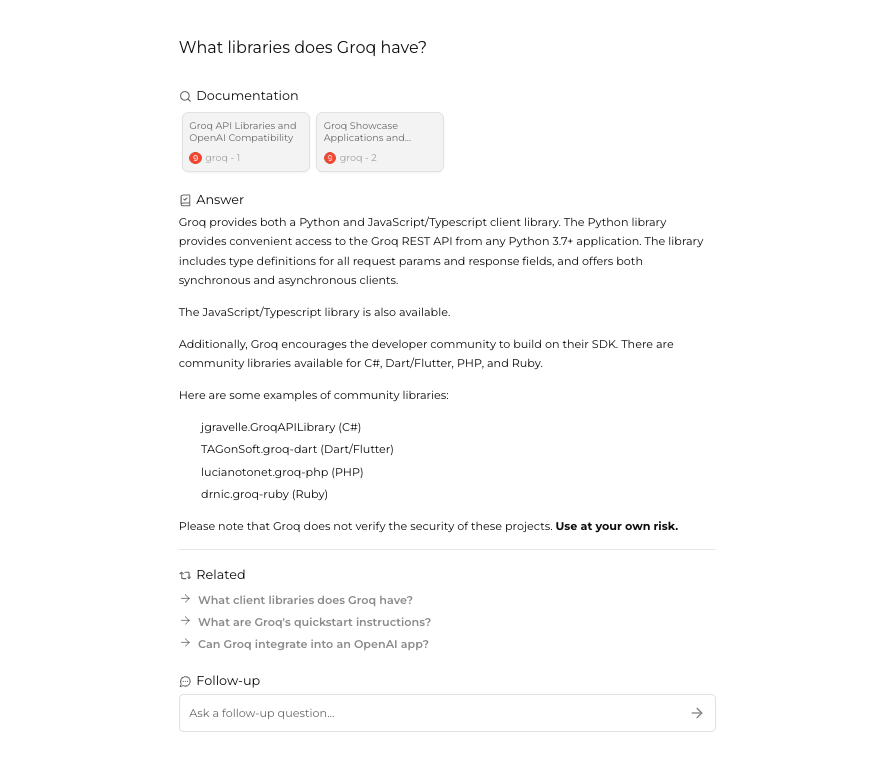 What libraries does Groq have?
Documentation
Groq API Libraries and
OpenAI Compatibility
groq - 1
Groq Showcase
Applications and...
groq - 2
Answer
Groq provides both a Python and JavaScript/Typescript client library. The Python library
provides convenient access to the Groq REST API from any Python 3.7+ application. The library
includes type definitions for all request params and response fields, and offers both
synchronous and asynchronous clients.
The JavaScript/Typescript library is also available.
Additionally, Groq encourages the developer community to build on their SDK. There are
community libraries available for C#, Dart/Flutter, PHP, and Ruby.
Here are some examples of community libraries:
jgravelle.GroqAPILibrary (C#)
TAGonSoft.groq-dart (Dart/Flutter)
lucianotonet.groq-php (PHP)
drnic.groq-ruby (Ruby)
Please note that Groq does not verify the security of these projects. Use at your own risk.
Related
What client libraries does Groq have?
What are Groq's quickstart instructions?
Can Groq integrate into an OpenAI app?
Follow-up
Ask a follow-up question...